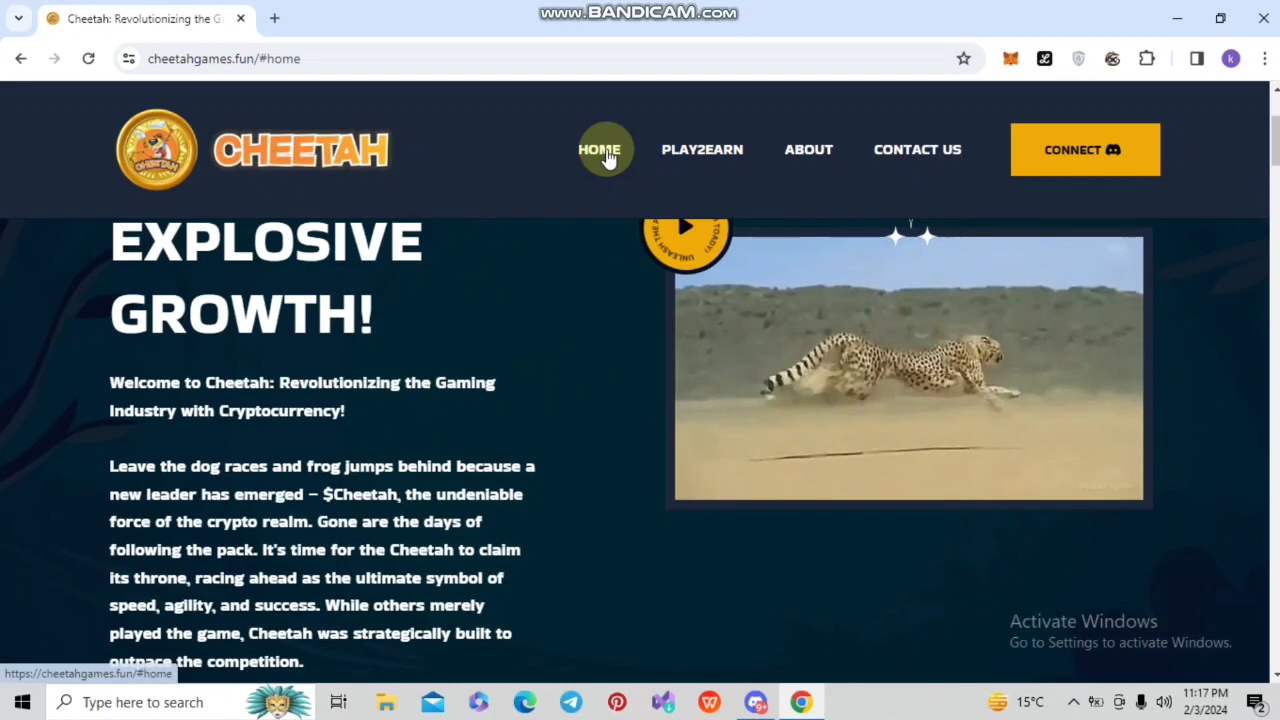 www.BANDICAM.com
Cheetah: Revolutionizing the G
cheetahgames.fun/#home
CHEETAH
HOME
PLAY2EARN
ABOUT
CONTACT US
CONNECT
EXPLOSIVE
GROWTH!
Welcome to Cheetah: Revolutionizing the Gaming
Industry with Cryptocurrency!
Leave the dog races and frog jumps behind because a
new leader has emerged – $Cheetah, the undeniable
force of the crypto realm. Gone are the days of
following the pack. It's time for the Cheetah to claim
its throne, racing ahead as the ultimate symbol of
speed, agility, and success. While others merely
played the game, Cheetah was strategically built to
outpace the competition.
Activate Windows
Go to Settings to activate Windows.
https://cheetahgames.fun/#home
Type here to search
15°C
11:17 PM
2/3/2024